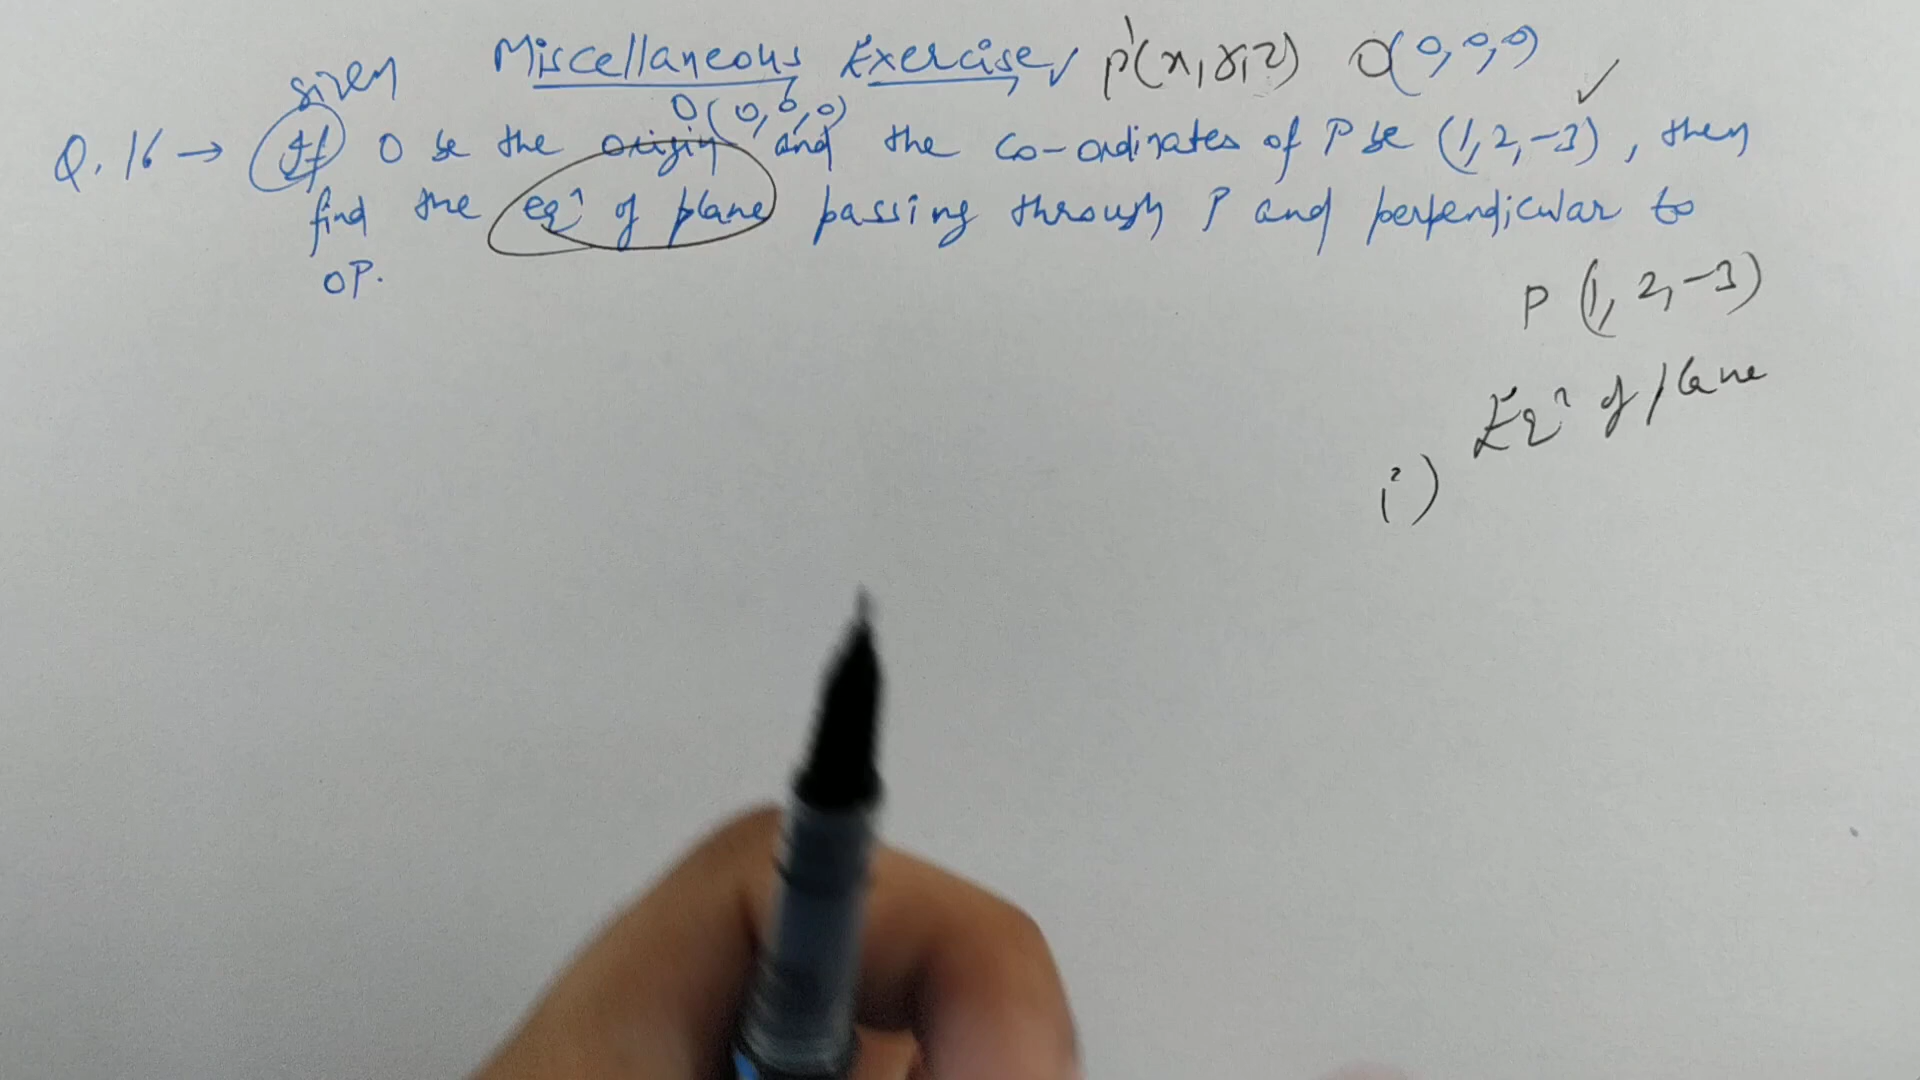 Miscellaneous Exercise, P'(x,y,z) O(0,0,0)
given
O(0,0,0)
Q.16 → If O be the origin and the co-ordinates of P be (1,2,-3), then
find the eqn of plane passing through P and perpendicular to
OP.
P (1, 2, -3)
Eqn of plane
i)